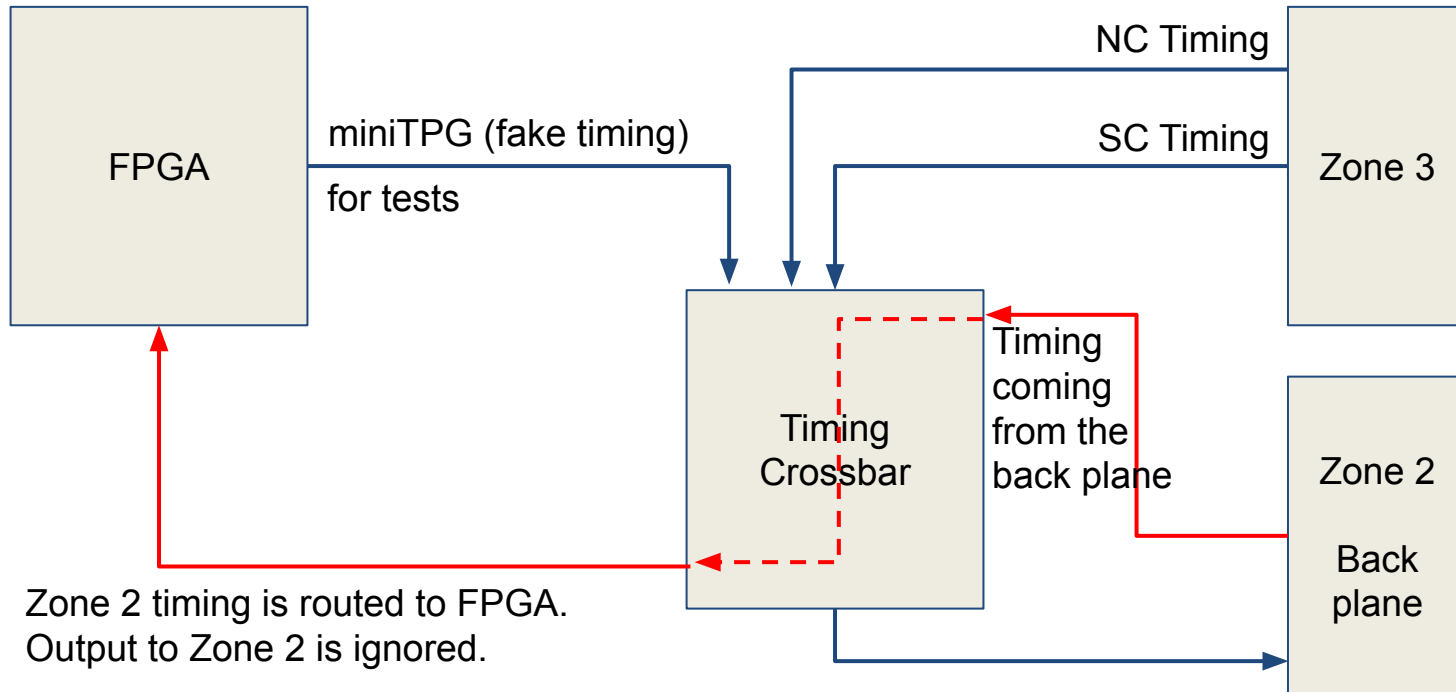 NC Timing
miniTPG (fake timing)
for tests
SC Timing
FPGA
Zone 3
Timing
coming
from the
back plane
Timing
Crossbar
Zone 2
Back
plane
Zone 2 timing is routed to FPGA.
Output to Zone 2 is ignored.